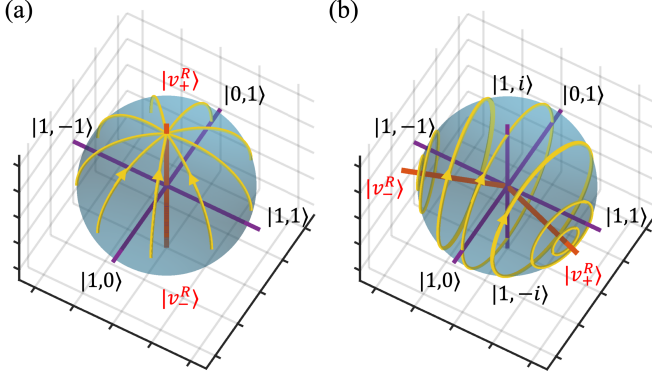 (a)
|v₊ᴿ⟩
|0,1⟩
|1,−1⟩
|1,1⟩
|1,0⟩
|v₋ᴿ⟩
(b)
|1,i⟩
|0,1⟩
|1,−1⟩
|v₋ᴿ⟩
|1,1⟩
|1,0⟩
|v₊ᴿ⟩
|1,−i⟩